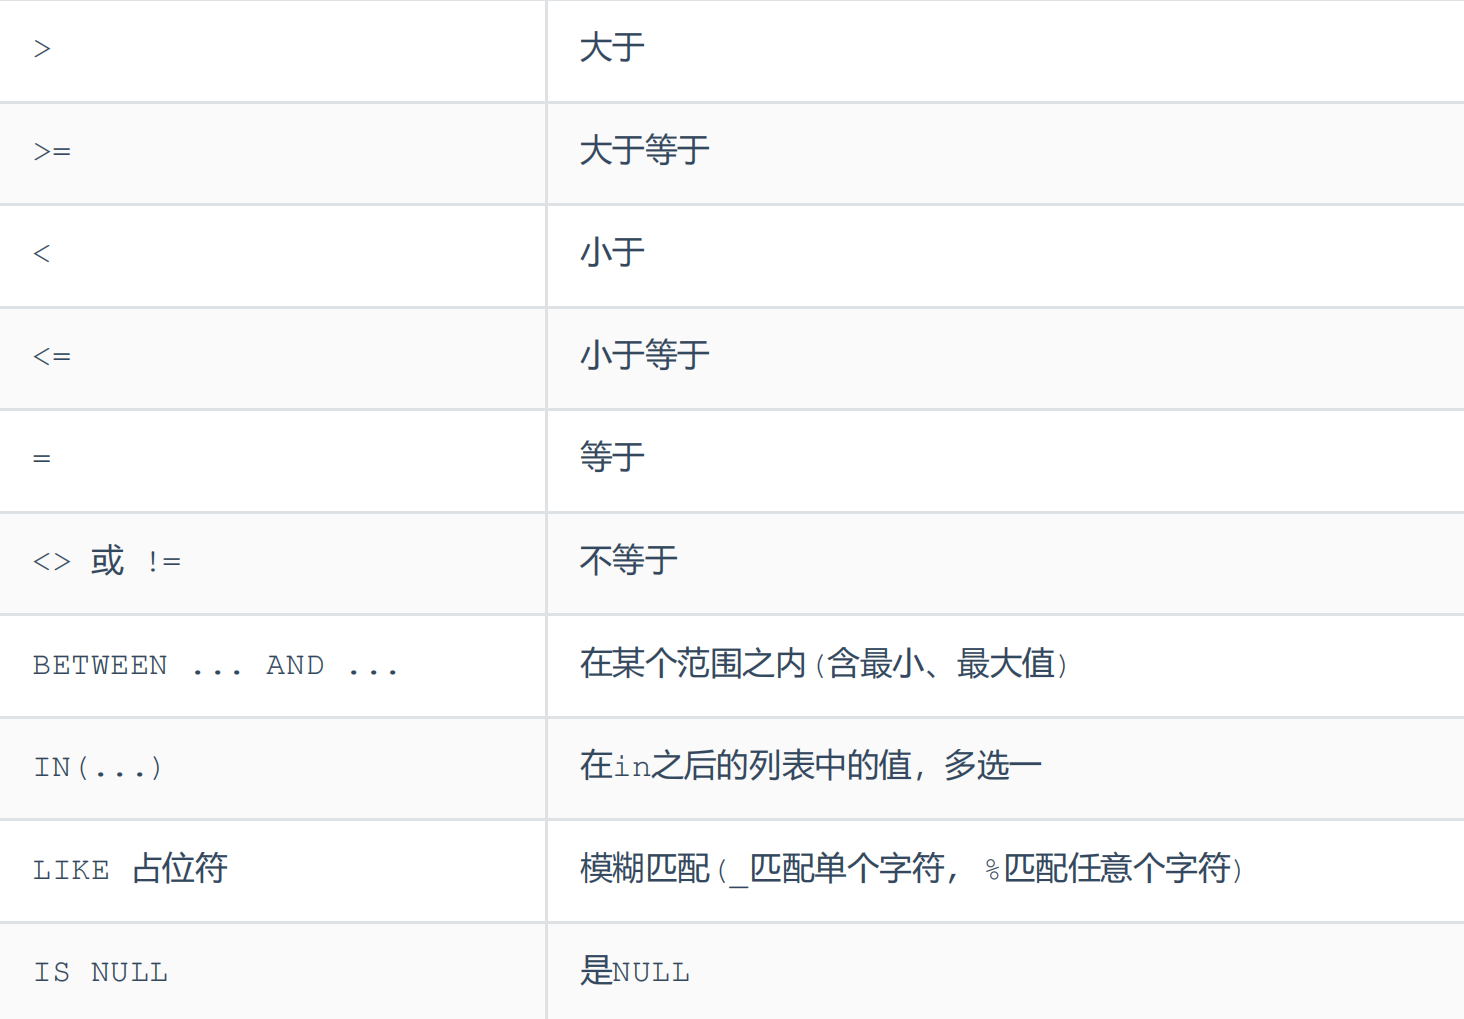 > 大于
>= 大于等于
< 小于
<= 小于等于
= 等于
<> 或 != 不等于
BETWEEN ... AND ... 在某个范围之内(含最小、最大值)
IN(...) 在in之后的列表中的值，多选一
LIKE 占位符 模糊匹配(_匹配单个字符, %匹配任意个字符)
IS NULL 是NULL